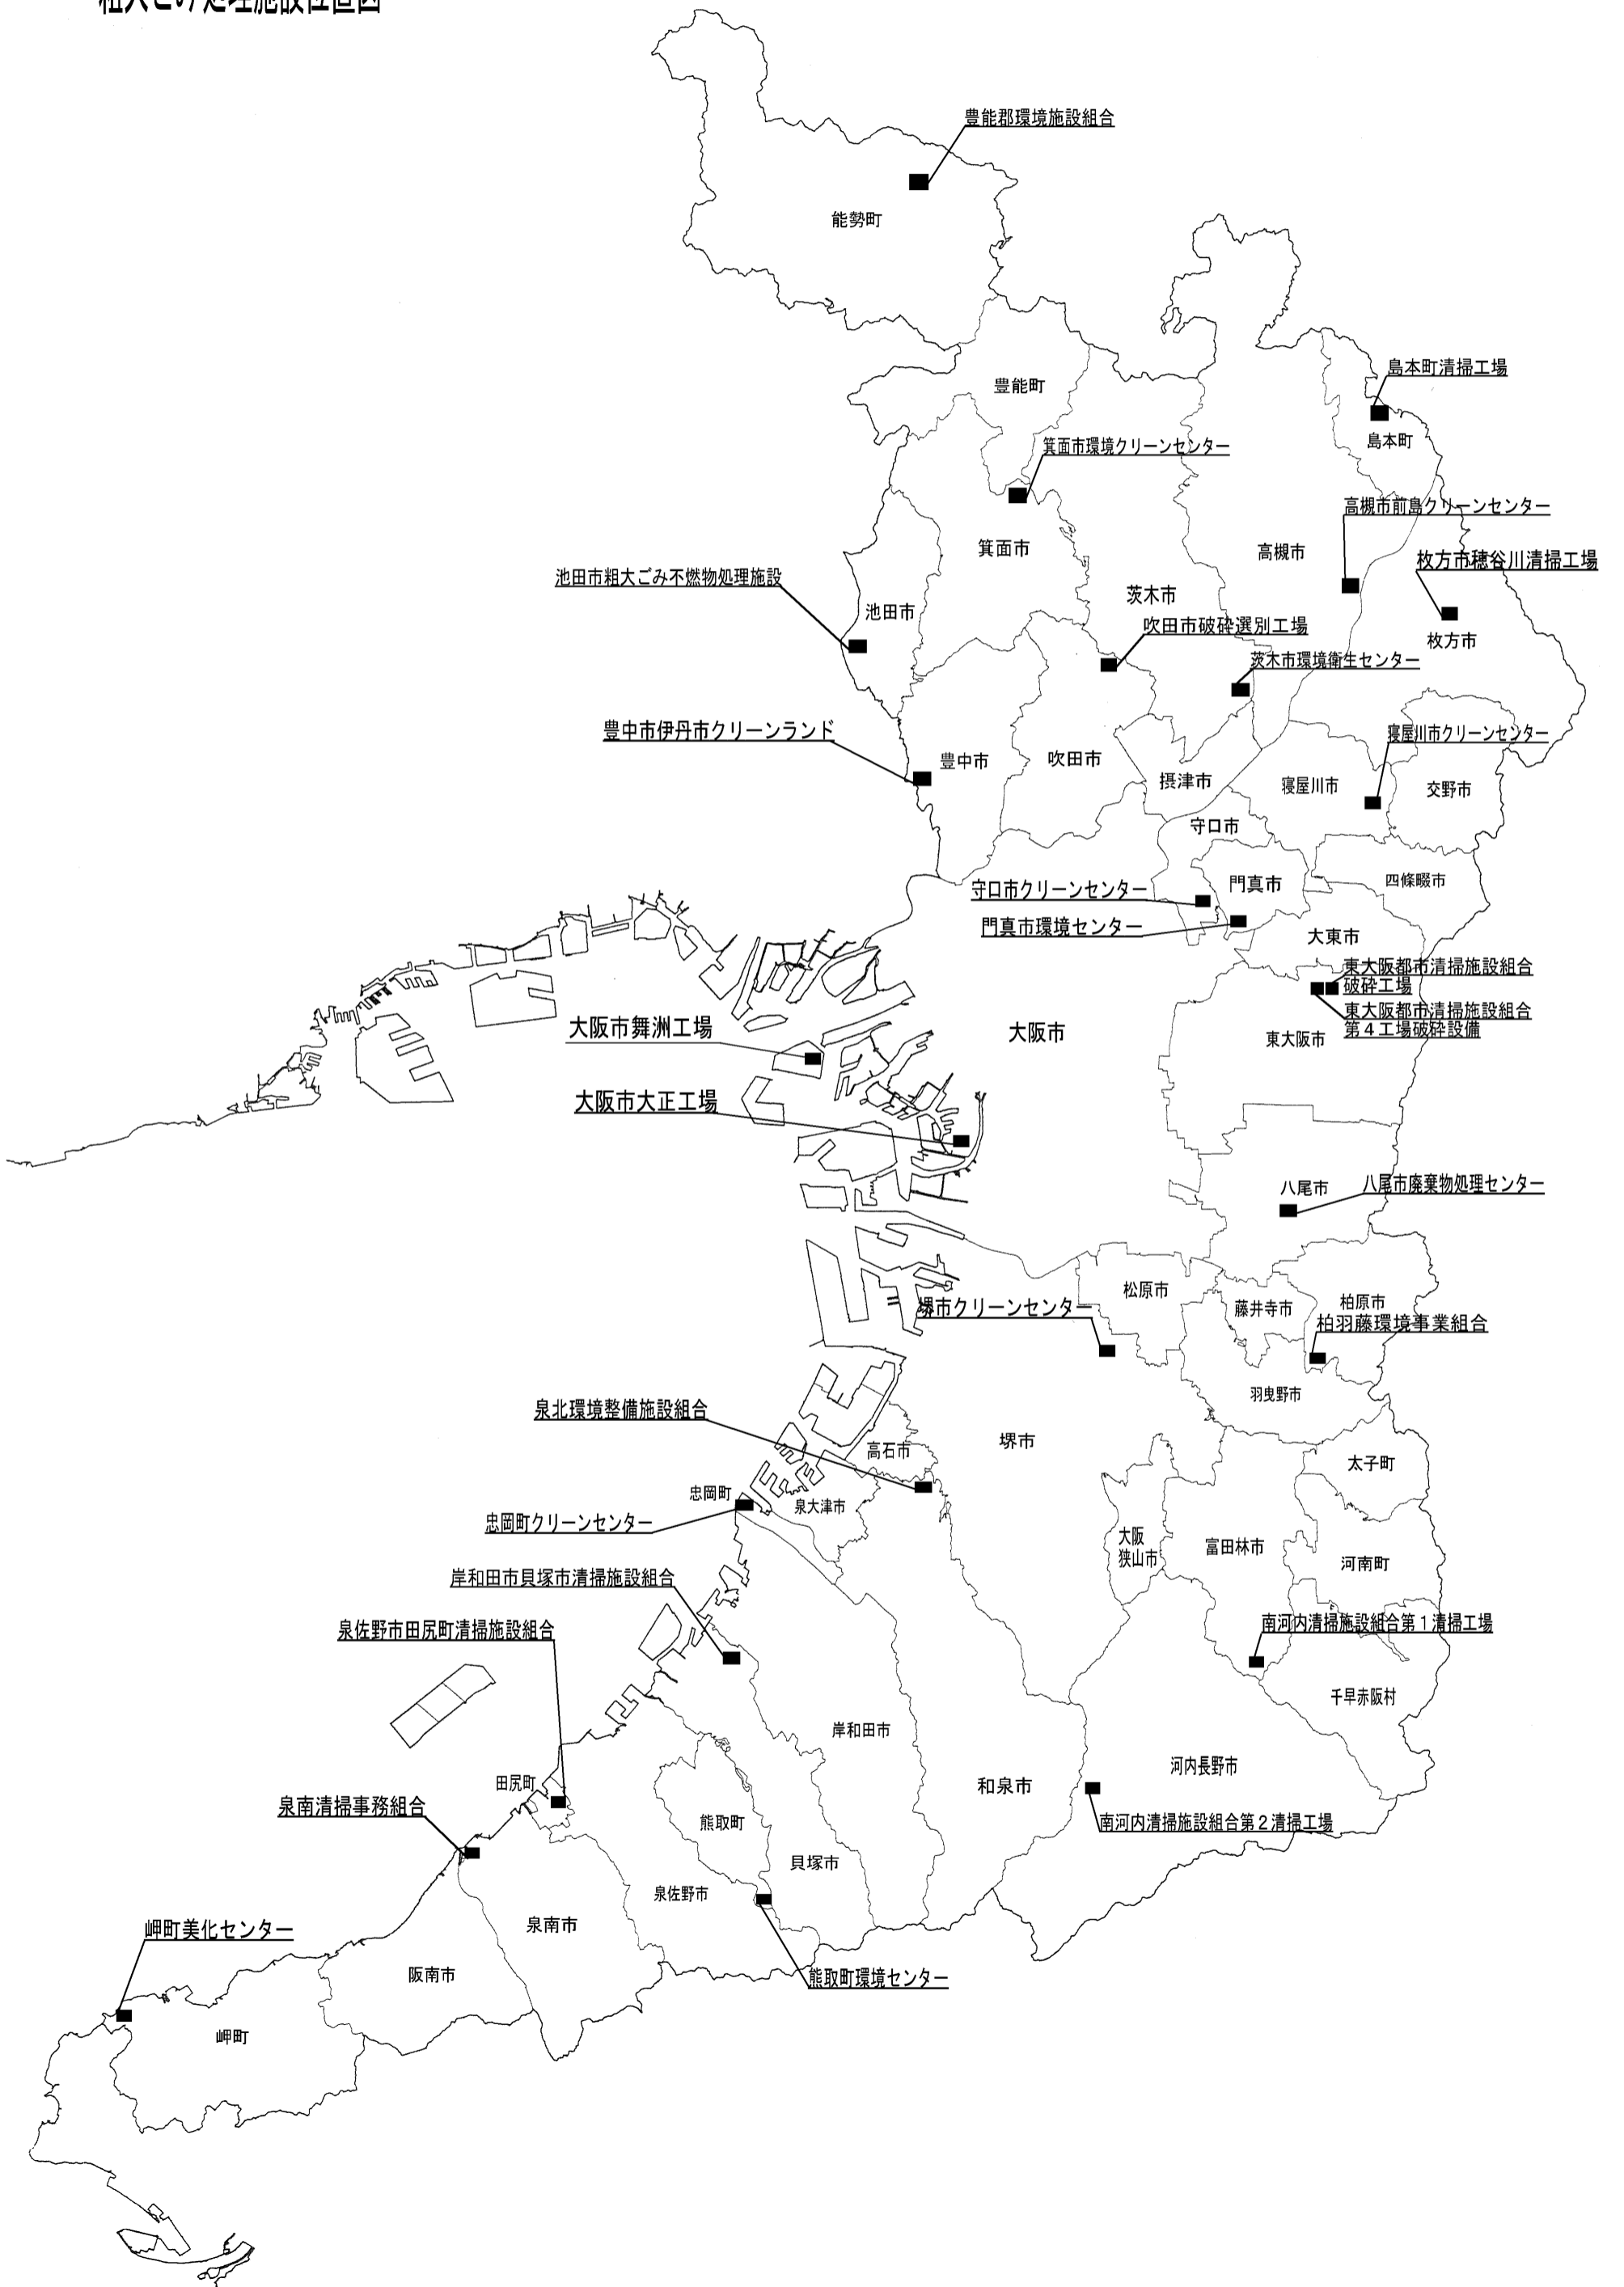 粗大ごみ処理施設位置図
豊能郡環境施設組合
能勢町
島本町清掃工場
豊能町
島本町
箕面市環境クリーンセンター
高槻市前島クリーンセンター
箕面市
高槻市
枚方市穂谷川清掃工場
池田市粗大ごみ不燃物処理施設
茨木市
池田市
吹田市破砕選別工場
枚方市
茨木市環境衛生センター
豊中市伊丹市クリーンランド
寝屋川市クリーンセンター
豊中市
吹田市
摂津市
寝屋川市
交野市
守口市
門真市
四條畷市
守口市クリーンセンター
門真市環境センター
大東市
東大阪都市清掃施設組合
破砕工場
東大阪都市清掃施設組合
第４工場破砕設備
大阪市舞洲工場
大阪市
東大阪市
大阪市大正工場
八尾市
八尾市廃棄物処理センター
松原市
藤井寺市
柏原市
堺市クリーンセンター
柏羽藤環境事業組合
羽曳野市
泉北環境整備施設組合
高石市
堺市
太子町
忠岡町
泉大津市
忠岡町クリーンセンター
大阪
狭山市
富田林市
河南町
岸和田市貝塚市清掃施設組合
泉佐野市田尻町清掃施設組合
南河内清掃施設組合第１清掃工場
千早赤阪村
岸和田市
河内長野市
田尻町
和泉市
泉南清掃事務組合
熊取町
南河内清掃施設組合第２清掃工場
貝塚市
泉佐野市
泉南市
岬町美化センター
阪南市
熊取町環境センター
岬町